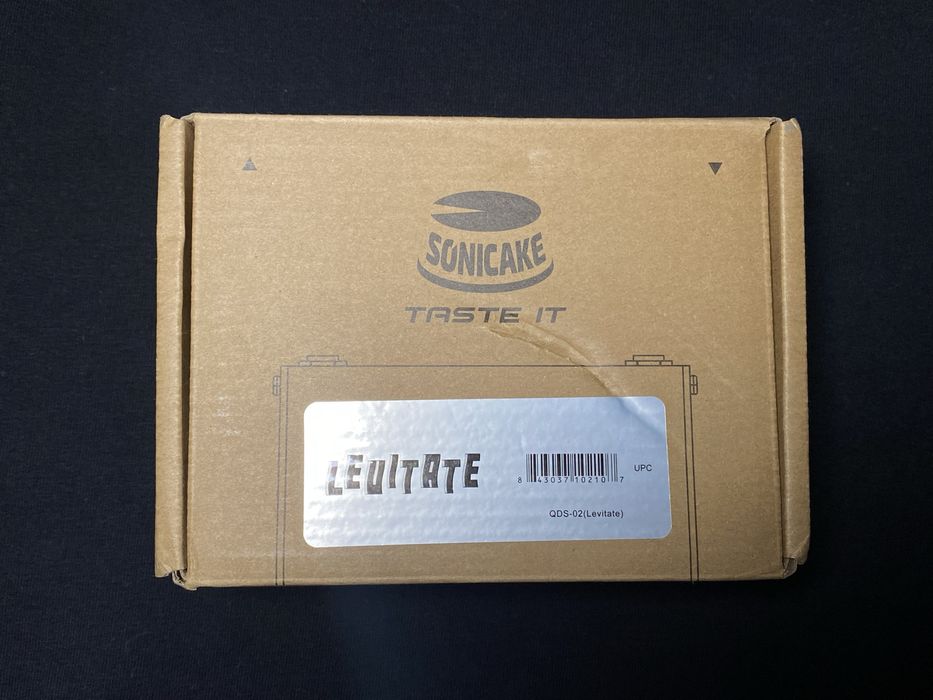 SONICAKE
TASTE IT
LEVITATE
8 43037 10210 7
UPC
QDS-02(Levitate)